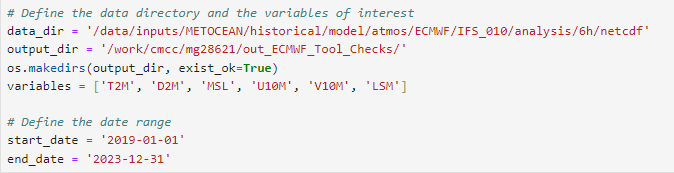 # Define the data directory and the variables of interest
data_dir = '/data/inputs/METOCEAN/historical/model/atmos/ECMWF/IFS_010/analysis/6h/netcdf'
output_dir = '/work/cmcc/mg28621/out_ECMWF_Tool_Checks/'
os.makedirs(output_dir, exist_ok=True)
variables = ['T2M', 'D2M', 'MSL', 'U10M', 'V10M', 'LSM']
# Define the date range
start_date = '2019-01-01'
end_date = '2023-12-31'